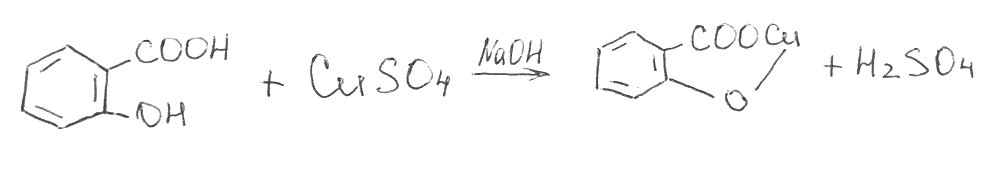 COOH
OH
+ CuSO4
NaOH
COOCu
O
+ H2SO4